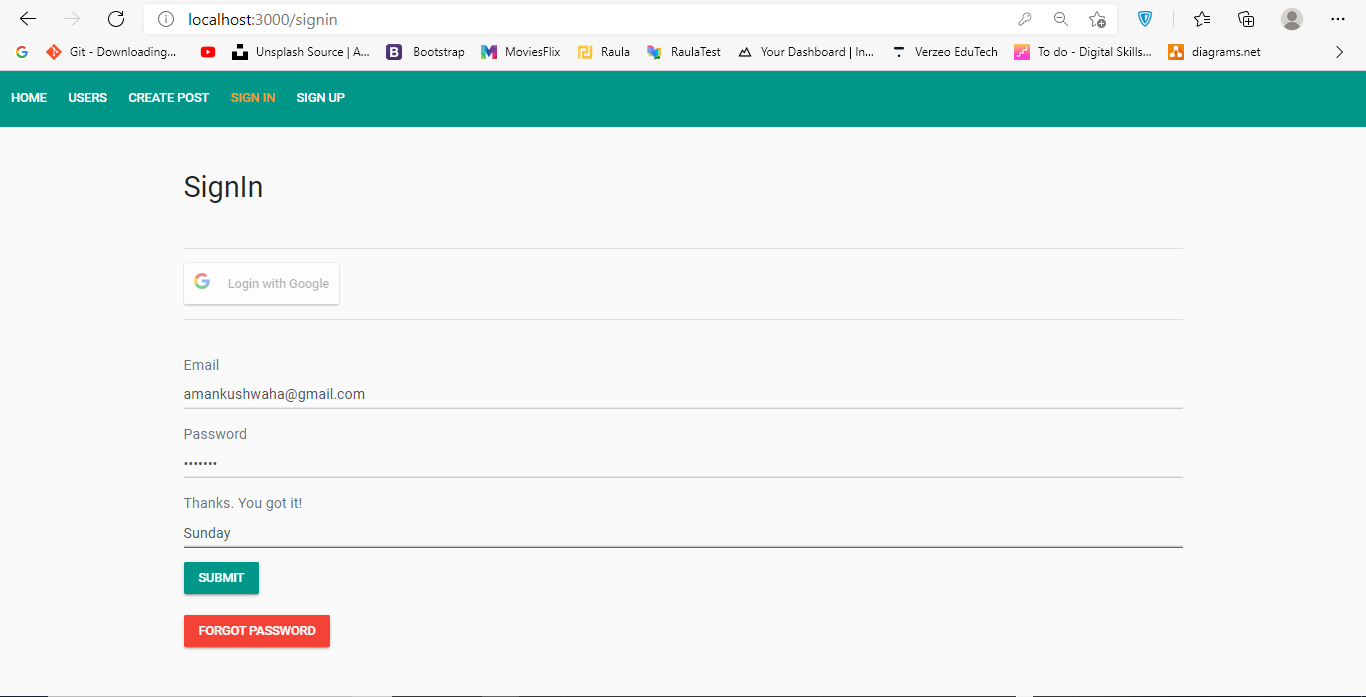 localhost:3000/signin
Git - Downloading... Unsplash Source | A... B Bootstrap MoviesFlix Raula RaulaTest Your Dashboard | In... Verzeo EduTech To do - Digital Skills... diagrams.net
HOME USERS CREATE POST SIGN IN SIGN UP
SignIn
Login with Google
Email
amankushwaha@gmail.com
Password
•••••••
Thanks. You got it!
Sunday
SUBMIT
FORGOT PASSWORD